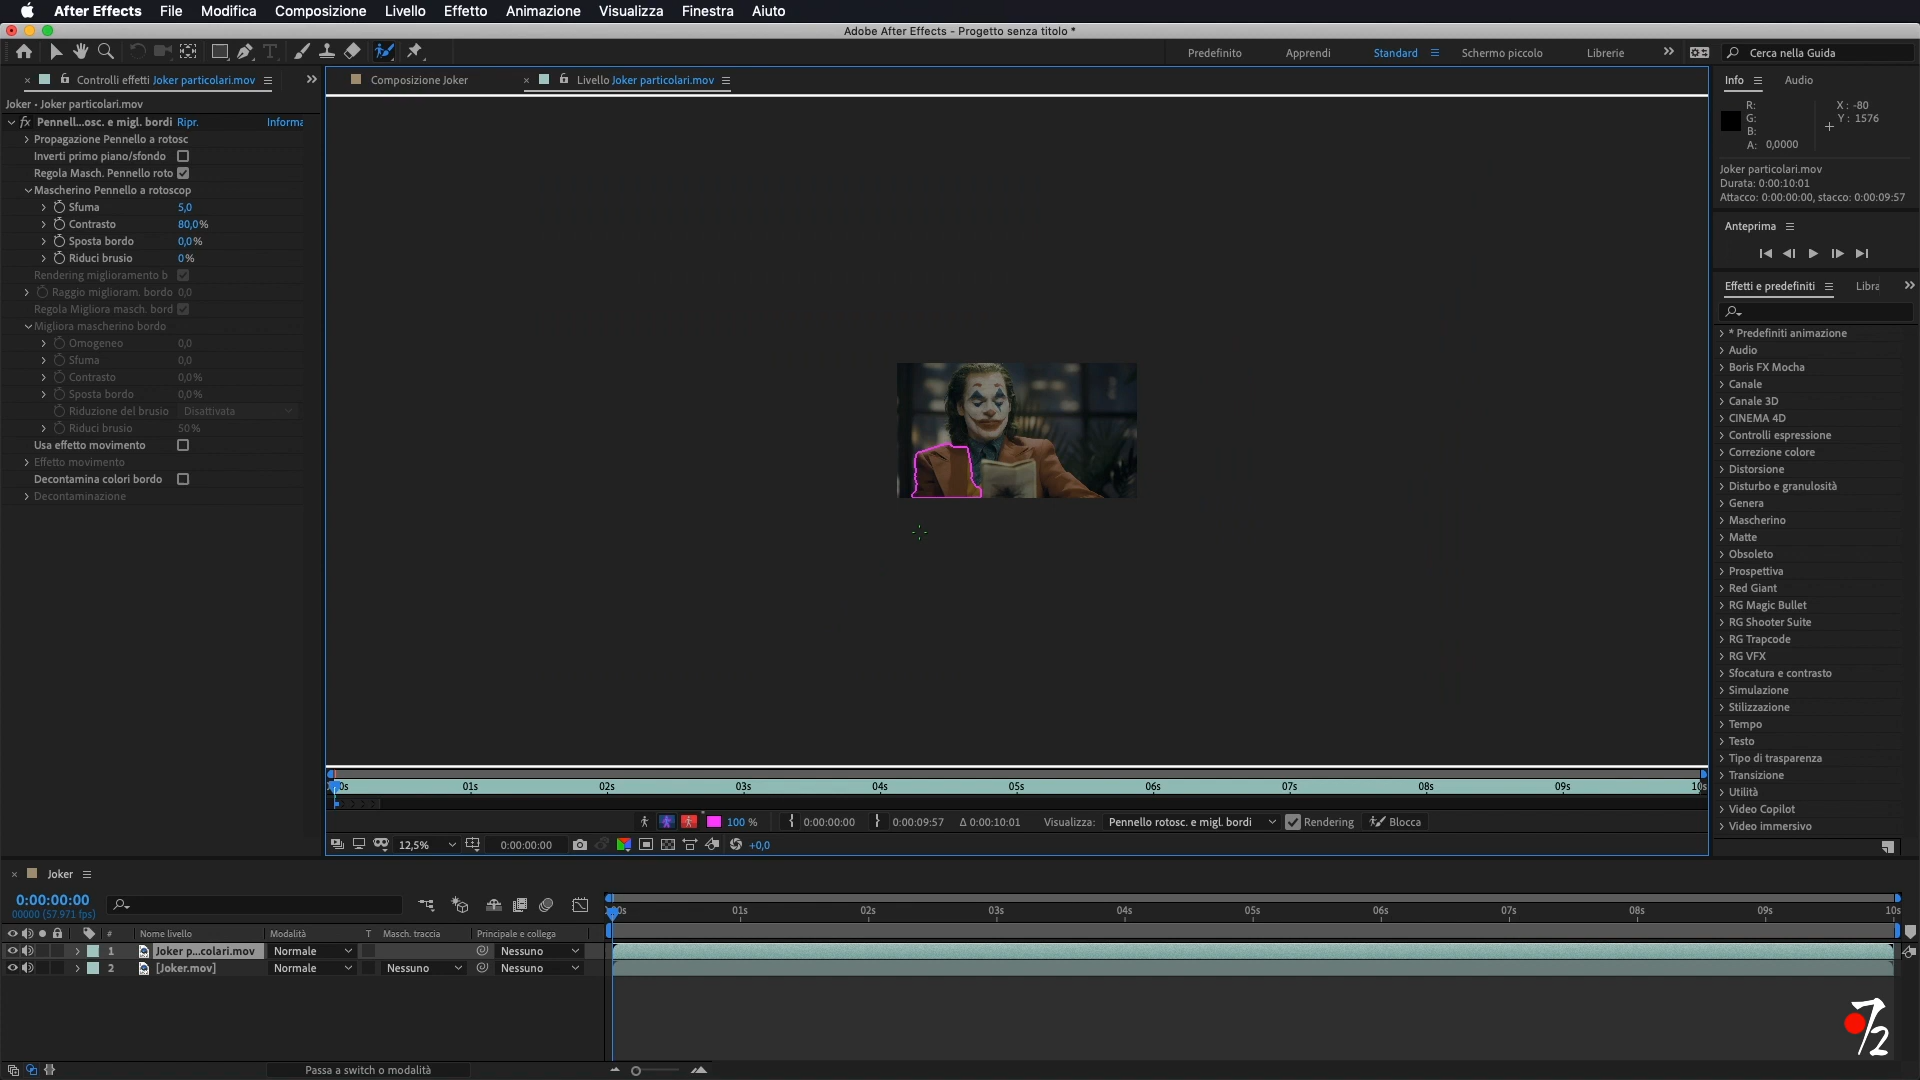 After Effects File Modifica Composizione Livello Effetto Animazione Visualizza Finestra Aiuto
Adobe After Effects - Progetto senza titolo *
Predefinito Apprendi Standard Schermo piccolo Librerie Cerca nella Guida
Controlli effetti Joker particolari.mov
Composizione Joker
Livello Joker particolari.mov
Info Audio
Joker • Joker particolari.mov
fx Pennell...osc. e migl. bordi Ripr. Informa
Propagazione Pennello a rotosc
Inverti primo piano/sfondo
Regola Masch. Pennello roto
Mascherino Pennello a rotoscop
Sfuma 5,0
Contrasto 80,0%
Sposta bordo 0,0%
Riduci brusio 0%
Rendering miglioramento b
Raggio miglioram. bordo 0,0
Regola Migliora masch. bord
Migliora mascherino bordo
Omogeneo 0,0
Sfuma 0,0
Contrasto 0,0%
Sposta bordo 0,0%
Riduzione del brusio Disattivata
Riduci brusio 50%
Usa effetto movimento
Effetto movimento
Decontamina colori bordo
Decontaminazione
R:
G:
B:
A: 0,0000
X : -80
Y : 1576
Joker particolari.mov
Durata: 0:00:10:01
Attacco: 0:00:00:00, stacco: 0:00:09:57
Anteprima
Effetti e predefiniti Libra
* Predefiniti animazione
Audio
Boris FX Mocha
Canale
Canale 3D
CINEMA 4D
Controlli espressione
Correzione colore
Distorsione
Disturbo e granulosità
Genera
Mascherino
Matte
Obsoleto
Prospettiva
Red Giant
RG Magic Bullet
RG Shooter Suite
RG Trapcode
RG VFX
Sfocatura e contrasto
Simulazione
Stilizzazione
Tempo
Testo
Tipo di trasparenza
Transizione
Utilità
Video Copilot
Video immersivo
01s 02s 03s 04s 05s 06s 07s 08s 09s
100 % 0:00:00:00 0:00:09:57 Δ 0:00:10:01 Visualizza: Pennello rotosc. e migl. bordi Rendering Blocca
12,5% 0:00:00:00 +0,0
Joker
0:00:00:00
00000 (57.971 fps)
01s 02s 03s 04s 05s 06s 07s 08s 09s 10s
# Nome livello Modalità T Masch. traccia Principale e collega
1 Joker p...colari.mov Normale Nessuno
2 [Joker.mov] Normale Nessuno Nessuno
Passa a switch o modalità
7/2